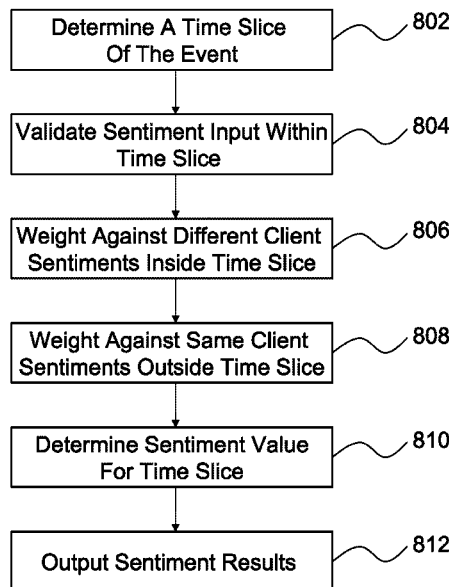 Determine A Time Slice
Of The Event
802
Validate Sentiment Input Within
Time Slice
804
Weight Against Different Client
Sentiments Inside Time Slice
806
Weight Against Same Client
Sentiments Outside Time Slice
808
Determine Sentiment Value
For Time Slice
810
Output Sentiment Results
812